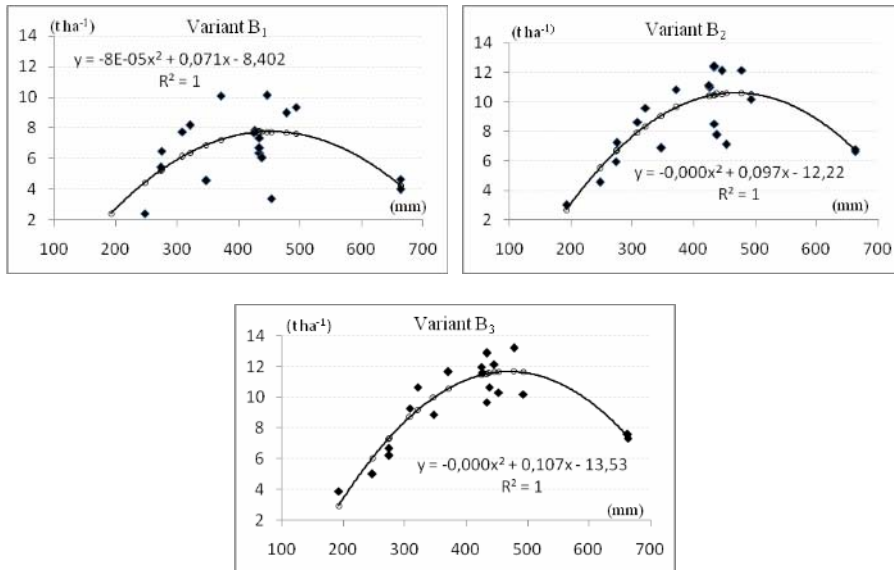 (t ha⁻¹) Variant B₁
14
y = -8E-05x² + 0,071x - 8,402
12
R² = 1
10
8
6
4
2
(mm)
100 200 300 400 500 600 700
(t ha⁻¹) Variant B₂
14
12
10
8
6
y = -0,000x² + 0,097x - 12,22
R² = 1
4
2
(mm)
100 200 300 400 500 600 700
(t ha⁻¹) Variant B₃
14
12
10
8
6
y = -0,000x² + 0,107x - 13,53
R² = 1
4
2
(mm)
100 200 300 400 500 600 700